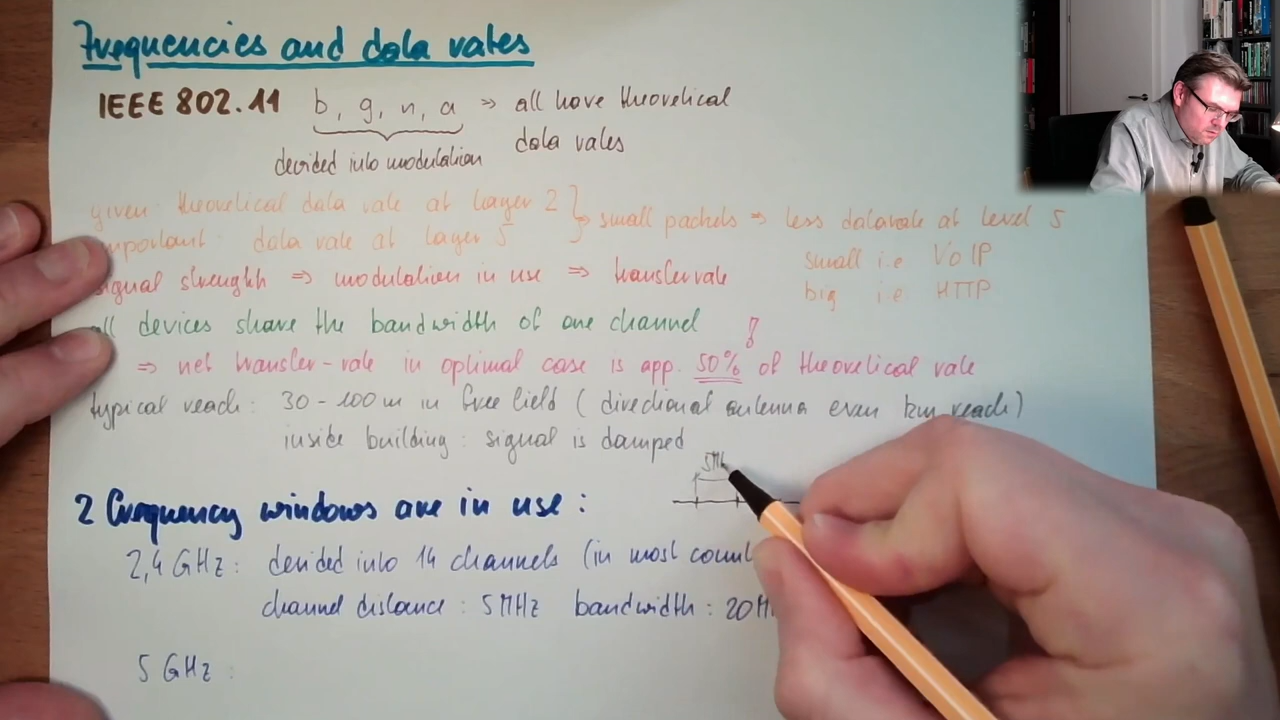 Frequencies and data rates
IEEE 802.11 b, g, n, a => all have theoretical
data rates
devided into modulation
given: theoretical data rate at layer 2
important: data rate at layer 5
=> small packets => less datarate at level 5
small i.e VoIP
big i.e. HTTP
signal strength => modulation in use => transferrate
all devices share the bandwidth of one channel !
=> net transfer-rate in optimal case is app. 50% of theoretical rate
typical reach: 30-100m in free field (directional antenna even km reach)
inside building: signal is damped
5MH
2 frequency windows are in use:
2,4 GHz: devided into 14 channels (in most count
channel distance: 5MHz bandwidth: 20MH
5 GHz: